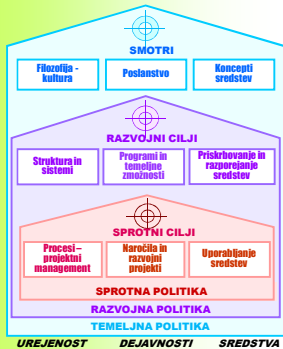 SMOTRI
Filozofija - kultura
Poslanstvo
Koncepti sredstev
RAZVOJNI CILJI
Struktura in sistemi
Programi in temeljne zmožnosti
Priskrbovanje in razporejanje sredstev
SPROTNI CILJI
Procesi – projektni management
Naročila in razvojni projekti
Uporabljanje sredstev
SPROTNA POLITIKA
RAZVOJNA POLITIKA
TEMELJNA POLITIKA
UREJENOST DEJAVNOSTI SREDSTVA